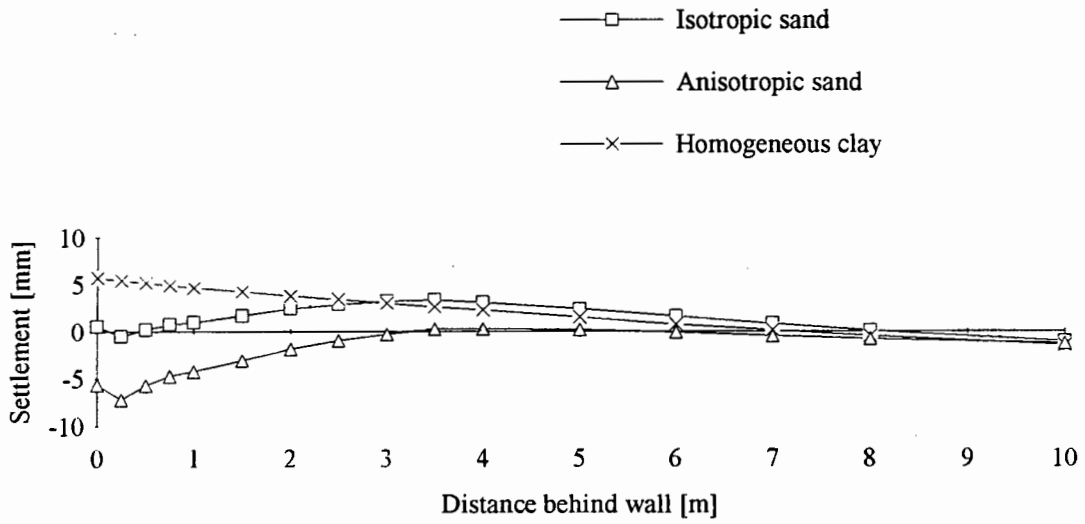 Isotropic sand
Anisotropic sand
Homogeneous clay
Settlement [mm]
10
5
0
-5
-10
0 1 2 3 4 5 6 7 8 9 10
Distance behind wall [m]